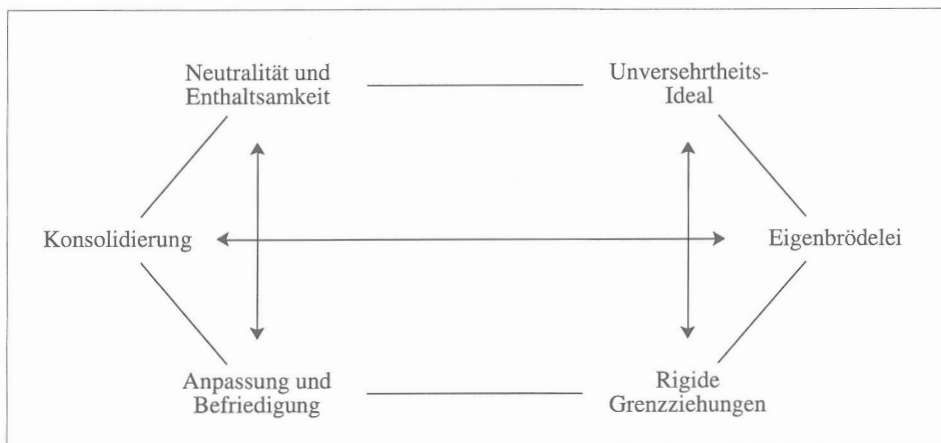 Neutralität und
Enthaltsamkeit
Unversehrtheits-
Ideal
Konsolidierung
Eigenbrödelei
Anpassung und
Befriedigung
Rigide
Grenzziehungen